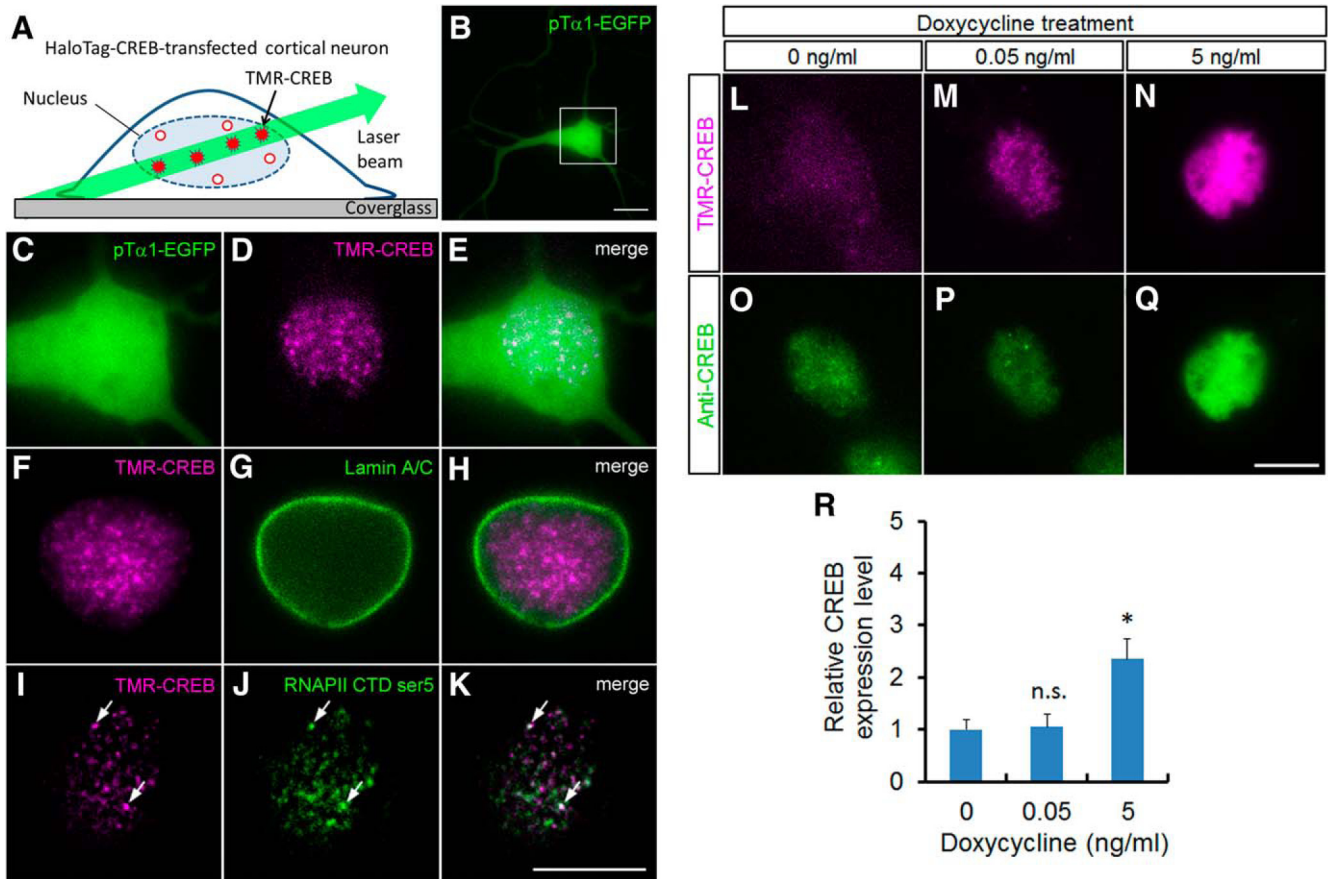 A
HaloTag-CREB-transfected cortical neuron
TMR-CREB
Nucleus
Laser
beam
Coverglass
B
pTα1-EGFP
C
pTα1-EGFP
D
TMR-CREB
E
merge
F
TMR-CREB
G
Lamin A/C
H
merge
I
TMR-CREB
J
RNAPII CTD ser5
K
merge
Doxycycline treatment
0 ng/ml
0.05 ng/ml
5 ng/ml
TMR-CREB
L
M
N
Anti-CREB
O
P
Q
R
Relative CREB
expression level
5
4
3
2
1
0
n.s.
*
0
0.05
5
Doxycycline (ng/ml)